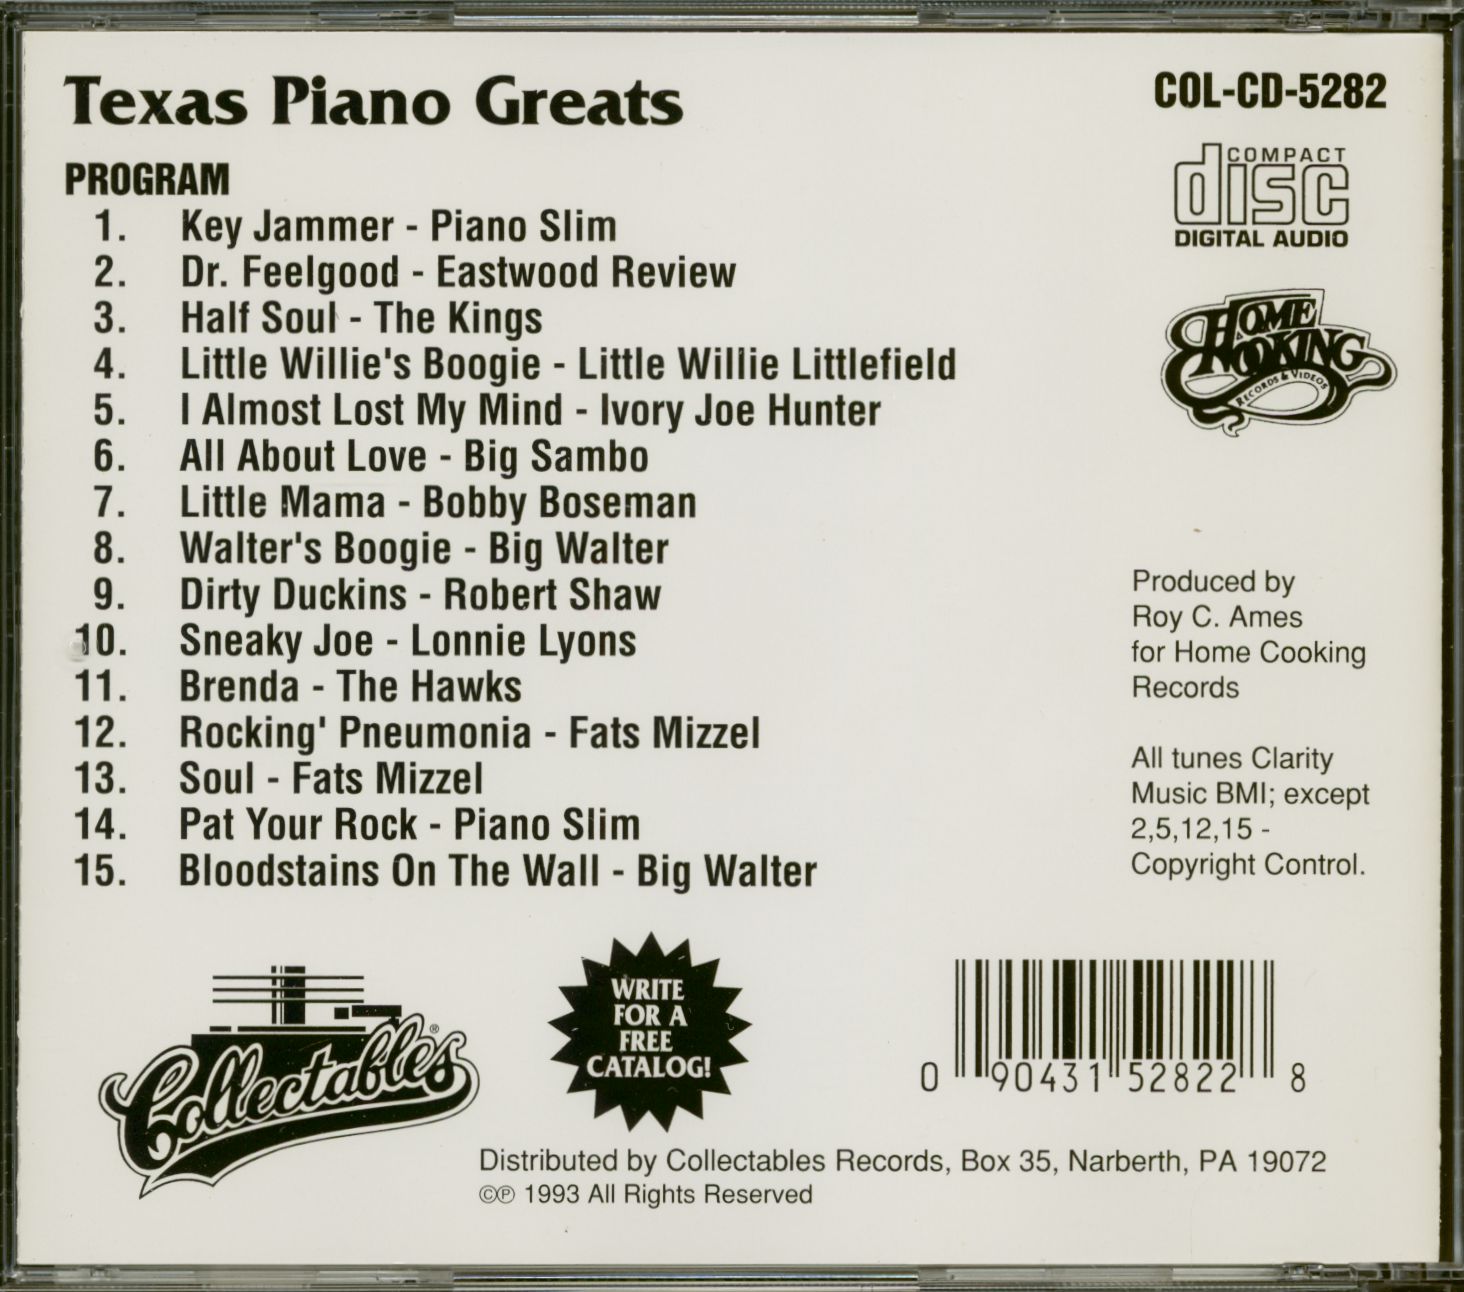 Texas Piano Greats
COL-CD-5282
COMPACT
disc
DIGITAL AUDIO
HOME
COOKING
RECORDS & VIDEOS
PROGRAM
1. Key Jammer - Piano Slim
2. Dr. Feelgood - Eastwood Review
3. Half Soul - The Kings
4. Little Willie's Boogie - Little Willie Littlefield
5. I Almost Lost My Mind - Ivory Joe Hunter
6. All About Love - Big Sambo
7. Little Mama - Bobby Boseman
8. Walter's Boogie - Big Walter
9. Dirty Duckins - Robert Shaw
10. Sneaky Joe - Lonnie Lyons
11. Brenda - The Hawks
12. Rocking' Pneumonia - Fats Mizzel
13. Soul - Fats Mizzel
14. Pat Your Rock - Piano Slim
15. Bloodstains On The Wall - Big Walter
Produced by
Roy C. Ames
for Home Cooking
Records
All tunes Clarity
Music BMI; except
2,5,12,15 -
Copyright Control.
Collectables®
WRITE
FOR A
FREE
CATALOG!
0 90431 52822 8
Distributed by Collectables Records, Box 35, Narberth, PA 19072
©℗ 1993 All Rights Reserved